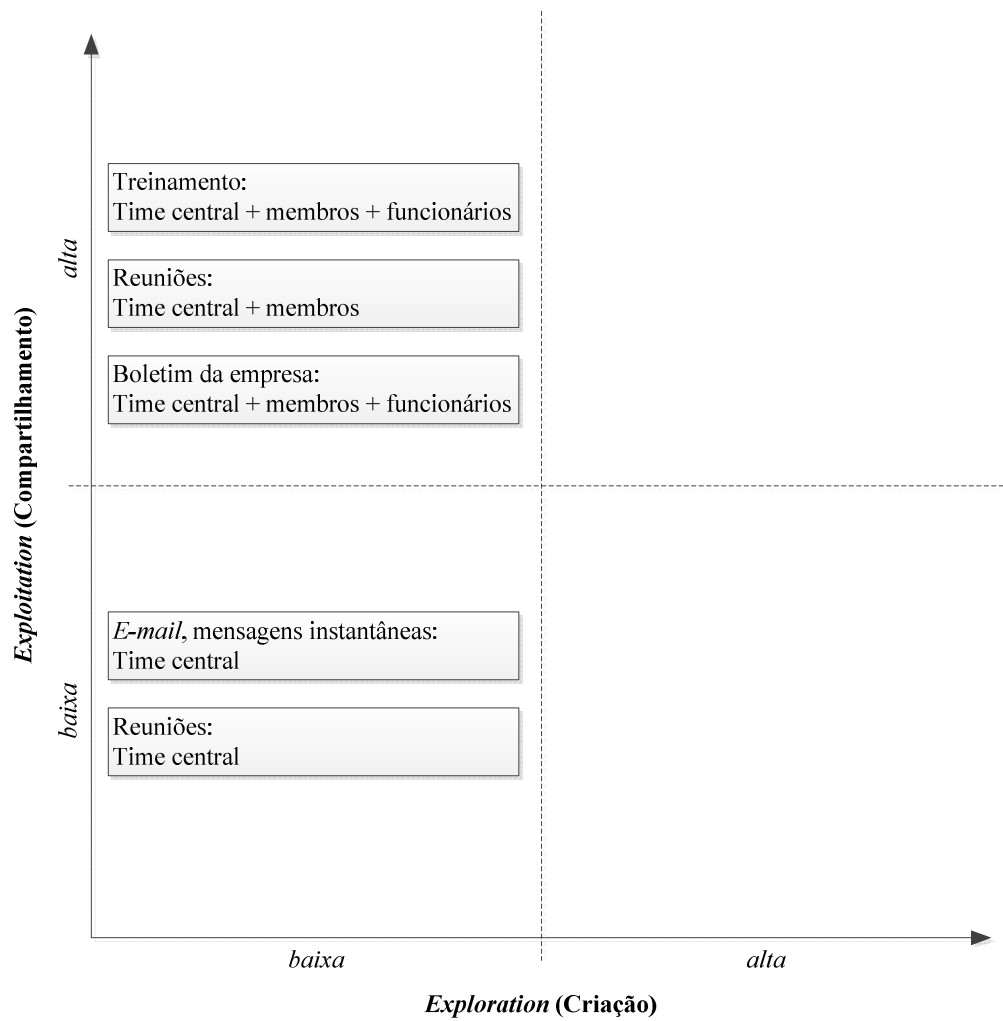 Treinamento:
Time central + membros + funcionários
Reuniões:
Time central + membros
Boletim da empresa:
Time central + membros + funcionários
E-mail, mensagens instantâneas:
Time central
Reuniões:
Time central
Exploitation (Compartilhamento)
alta
baixa
baixa
alta
Exploration (Criação)